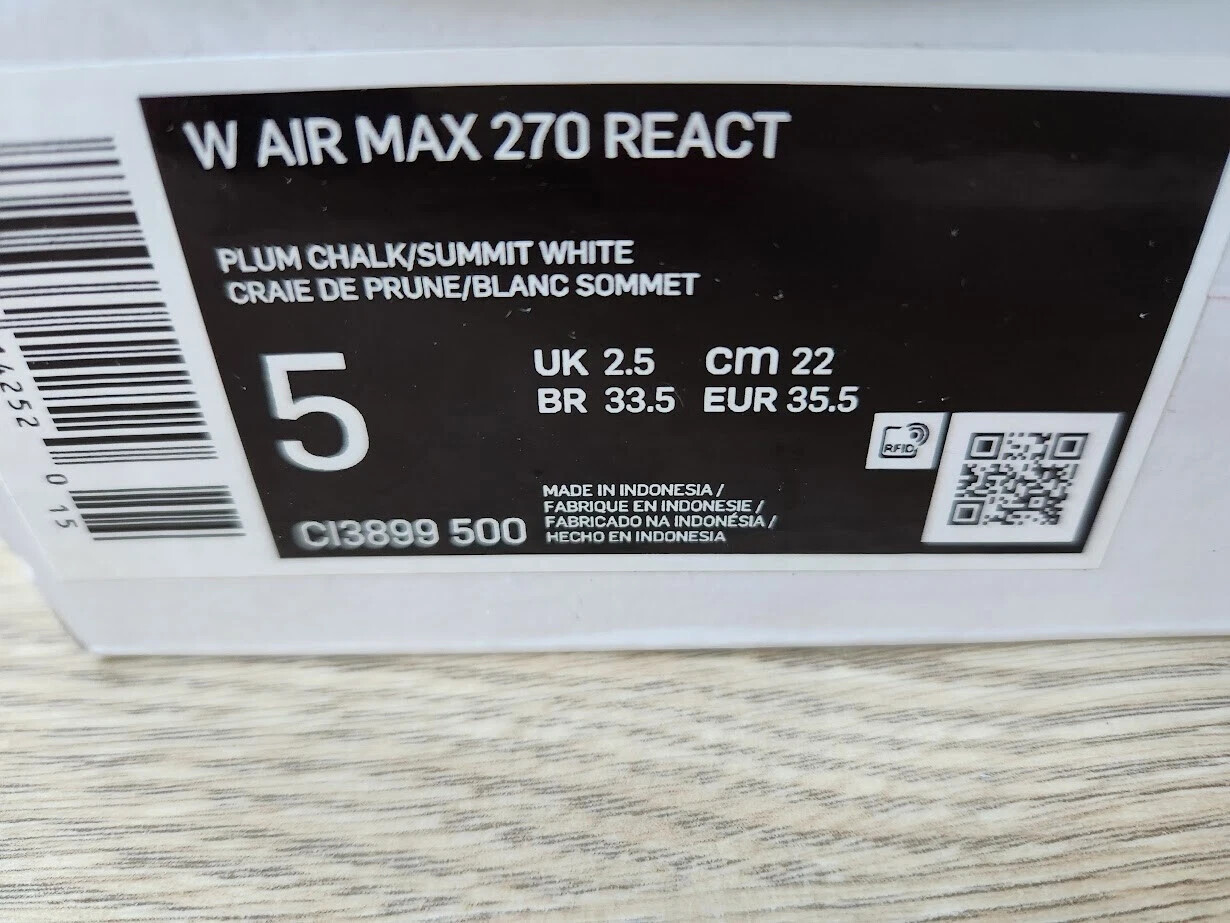 W AIR MAX 270 REACT
PLUM CHALK/SUMMIT WHITE
CRAIE DE PRUNE/BLANC SOMMET
5
UK 2.5 cm 22
BR 33.5 EUR 35.5
RFID
CI3899 500
MADE IN INDONESIA /
FABRIQUE EN INDONESIE /
FABRICADO NA INDONÉSIA /
HECHO EN INDONESIA
0 15